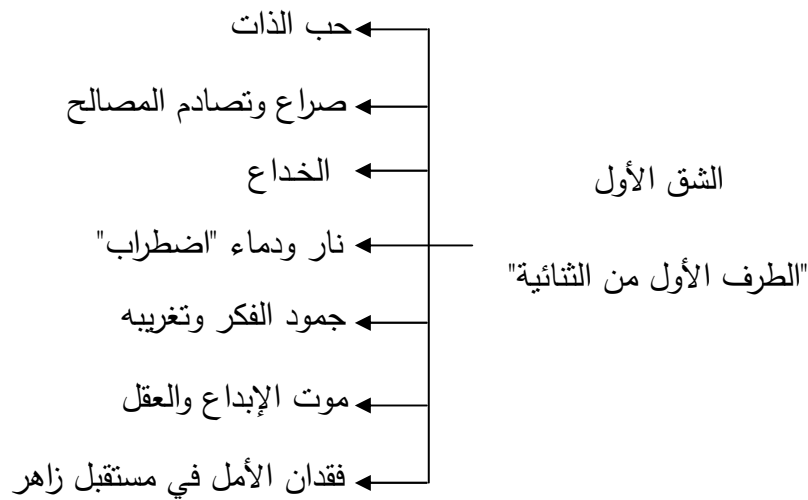 الشق الأول
"الطرف الأول من الثنائية"
حب الذات
صراع وتصادم المصالح
الخداع
نار ودماء "اضطراب"
جمود الفكر وتغريبه
موت الإبداع والعقل
فقدان الأمل في مستقبل زاهر